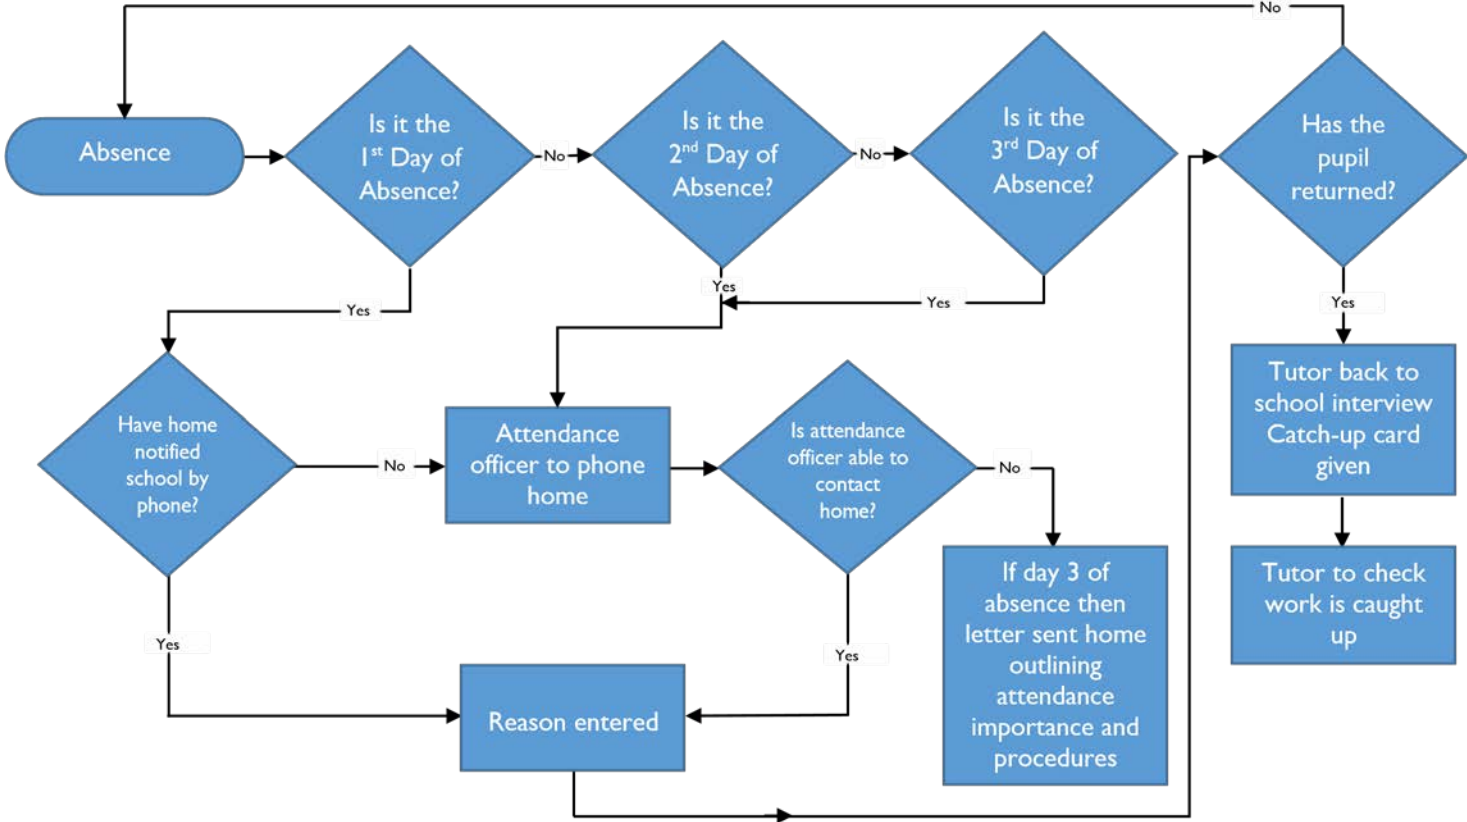 No
Absence
Is it the
1st Day of
Absence?
No
Is it the
2nd Day of
Absence?
No
Is it the
3rd Day of
Absence?
Has the
pupil
returned?
Yes
Yes
Yes
Yes
Have home
notified
school by
phone?
No
Attendance
officer to phone
home
Is attendance
officer able to
contact
home?
No
Tutor back to
school interview
Catch-up card
given
If day 3 of
absence then
letter sent home
outlining
attendance
importance and
procedures
Tutor to check
work is caught
up
Yes
Yes
Reason entered